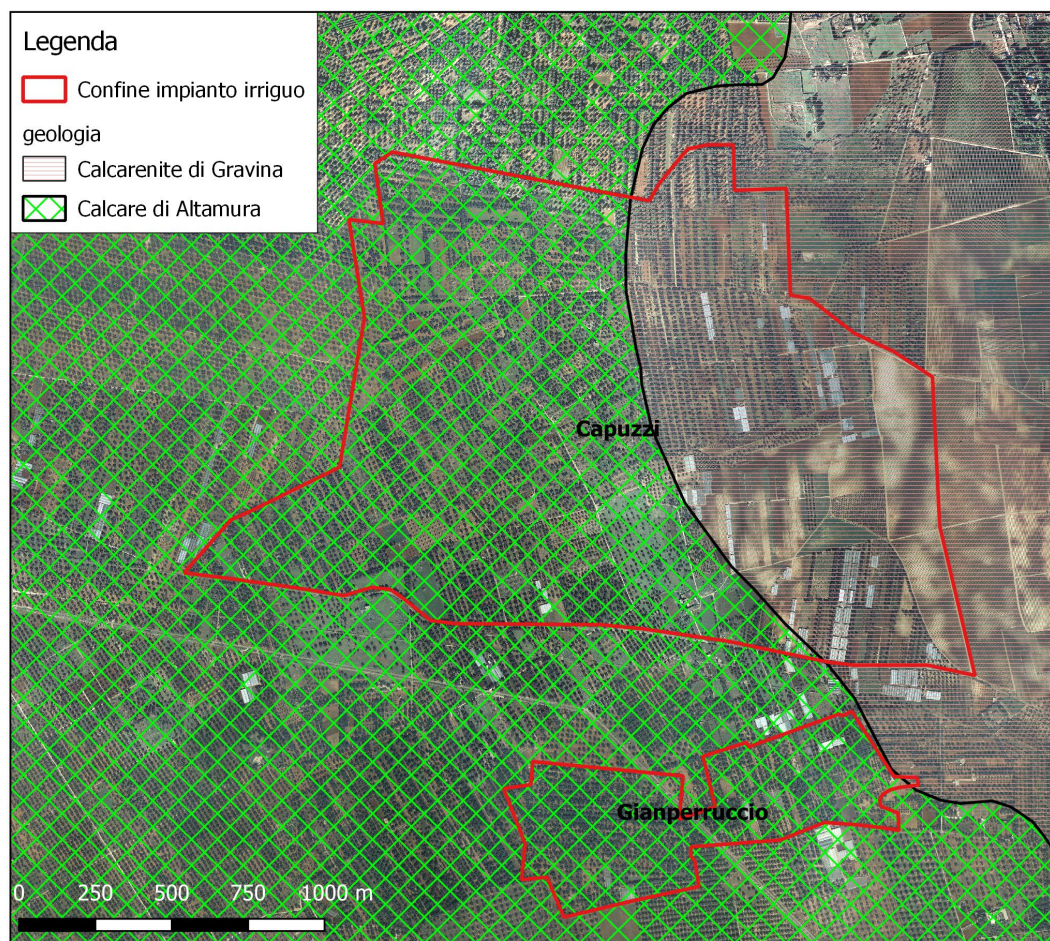 Legenda
Confine impianto irriguo
geologia
Calcarenite di Gravina
Calcare di Altamura
Capuzzi
Gianperruccio
0 250 500 750 1000 m